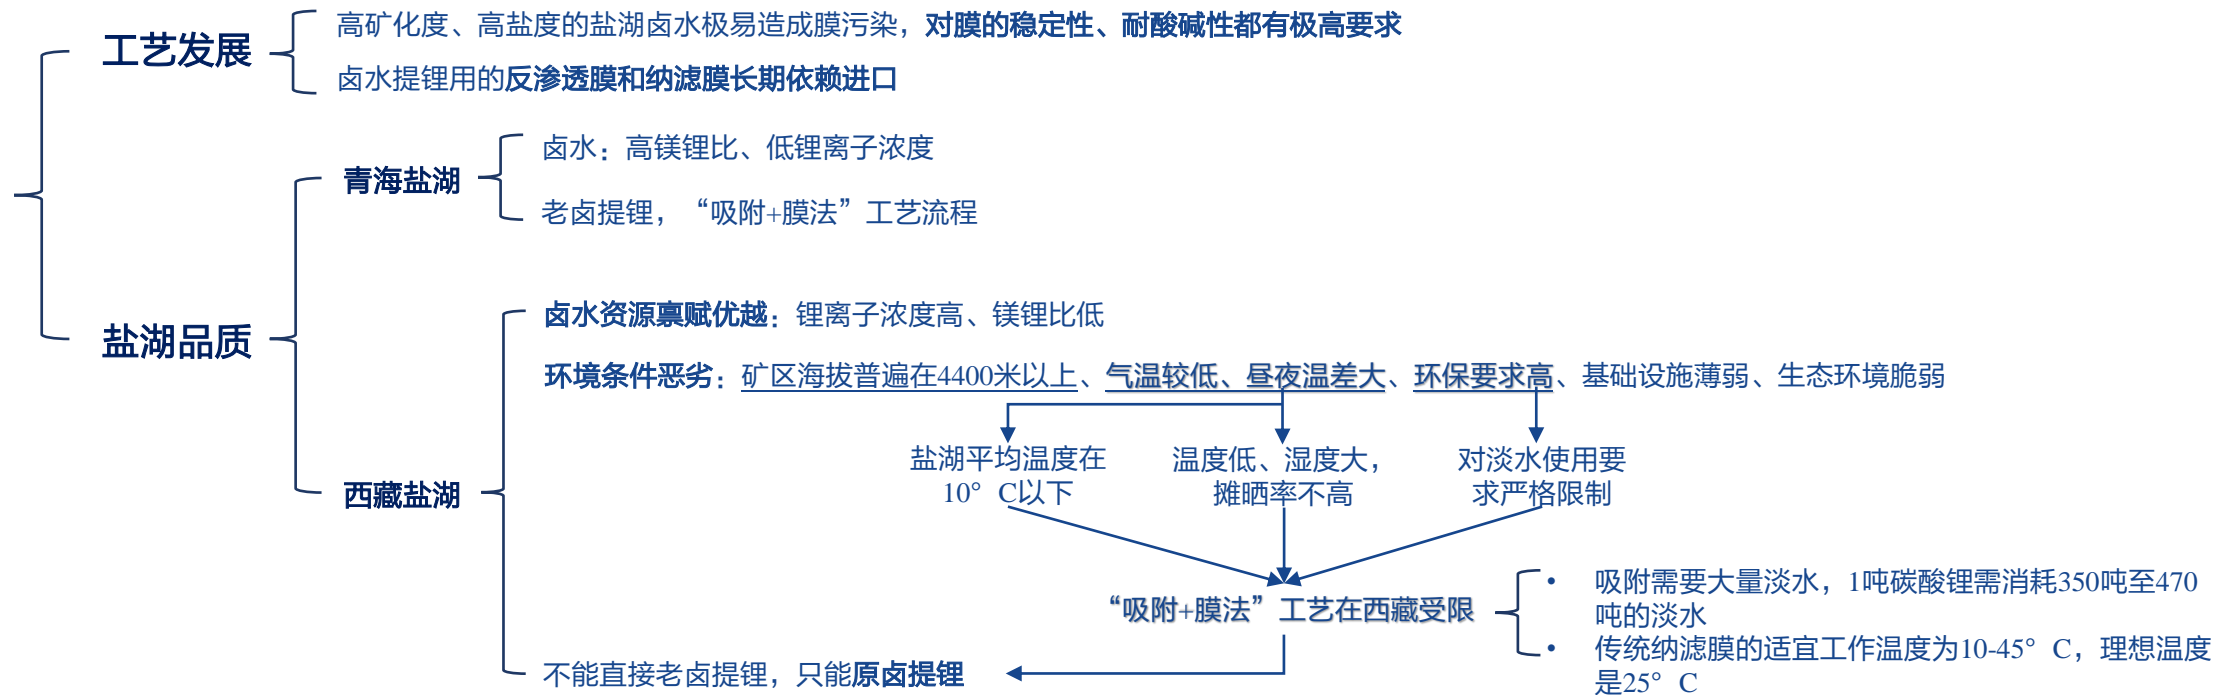 工艺发展
高矿化度、高盐度的盐湖卤水极易造成膜污染，对膜的稳定性、耐酸碱性都有极高要求
卤水提锂用的反渗透膜和纳滤膜长期依赖进口
盐湖品质
青海盐湖
卤水：高镁锂比、低锂离子浓度
老卤提锂，“吸附+膜法”工艺流程
西藏盐湖
卤水资源禀赋优越：锂离子浓度高、镁锂比低
环境条件恶劣：矿区海拔普遍在4400米以上、气温较低、昼夜温差大、环保要求高、基础设施薄弱、生态环境脆弱
盐湖平均温度在
10°C以下
温度低、湿度大，
摊晒率不高
对淡水使用要
求严格限制
“吸附+膜法”工艺在西藏受限
• 吸附需要大量淡水，1吨碳酸锂需消耗350吨至470
吨的淡水
• 传统纳滤膜的适宜工作温度为10-45°C，理想温度
是25°C
不能直接老卤提锂，只能原卤提锂